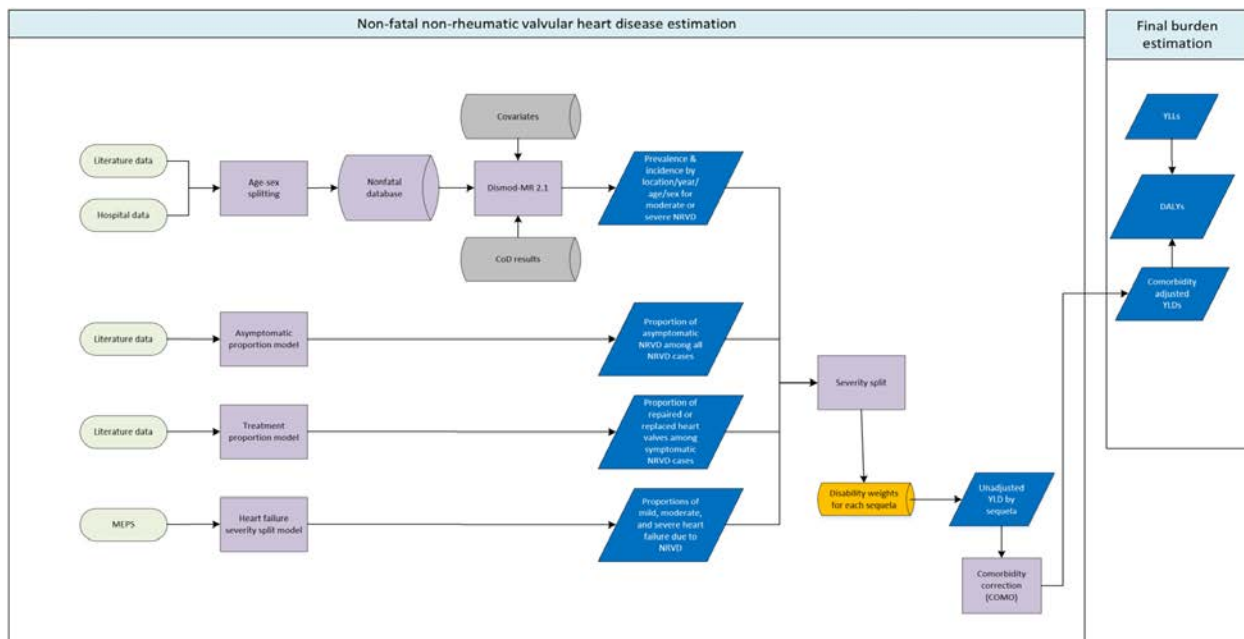 Non-fatal non-rheumatic valvular heart disease estimation
Final burden
estimation
Covariates
YLLs
Literature data
Hospital data
Age-sex
splitting
Nonfatal
database
Dismod-MR 2.1
Prevalence &
incidence by
location/year/
age/sex for
moderate or
severe NRVD
DALYs
CoD results
Comorbidity
adjusted
YLDs
Literature data
Asymptomatic
proportion model
Proportion of
asymptomatic
NRVD among all
NRVD cases
Severity split
Literature data
Treatment
proportion model
Proportion of
repaired or
replaced heart
valves among
symptomatic
NRVD cases
Disability weights
for each sequela
Unadjusted
YLD by
sequela
MEPS
Heart failure
severity split model
Proportions of
mild, moderate,
and severe heart
failure due to
NRVD
Comorbidity
correction
(COMO)